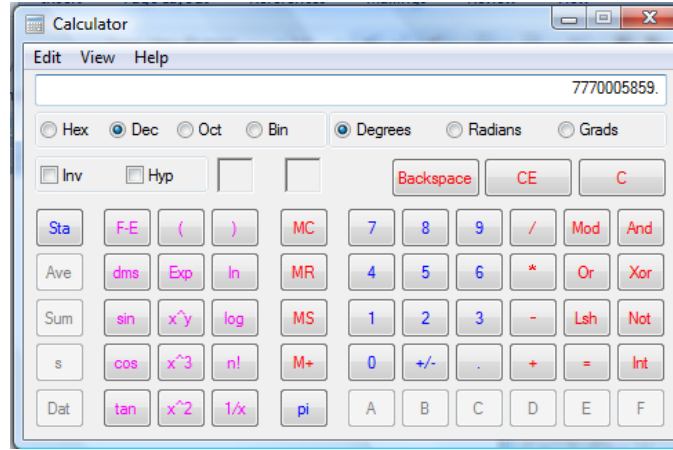 Calculator
Edit View Help
7770005859.
Hex Dec Oct Bin Degrees Radians Grads
Inv Hyp Backspace CE C
Sta F-E ( ) MC 7 8 9 / Mod And
Ave dms Exp ln MR 4 5 6 * Or Xor
Sum sin x^y log MS 1 2 3 - Lsh Not
s cos x^3 n! M+ 0 +/- . + = Int
Dat tan x^2 1/x pi A B C D E F